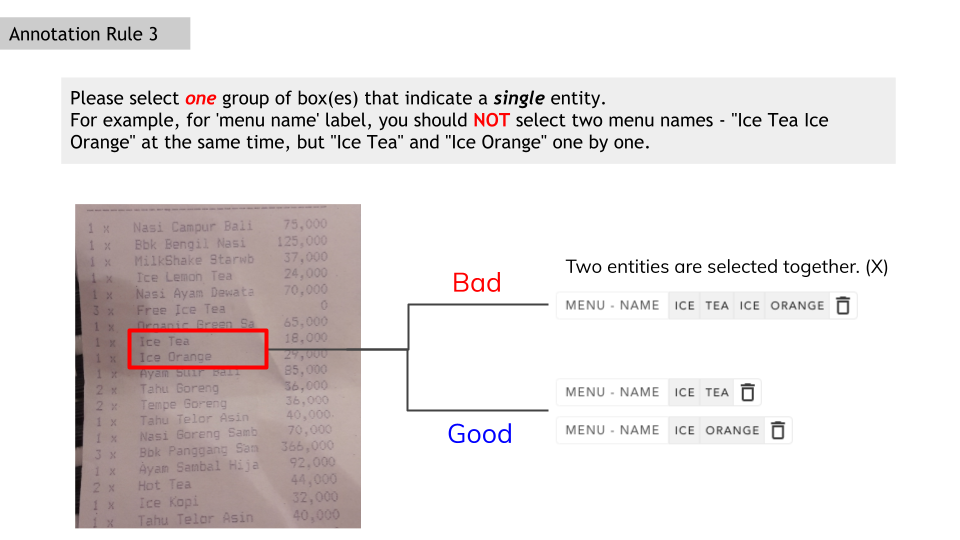 Annotation Rule 3
Please select one group of box(es) that indicate a single entity.
For example, for 'menu name' label, you should NOT select two menu names - "Ice Tea Ice
Orange" at the same time, but "Ice Tea" and "Ice Orange" one by one.
1 x Nasi Campur Bali 75,000
1 x Bbk Bengil Nasi 125,000
1 x MilkShake Starwb 37,000
1 x Ice Lemon Tea 24,000
1 x Nasi Ayam Dewata 70,000
3 x Free Ice Tea 0
1 x Organic Green Sa 65,000
1 x Ice Tea 18,000
1 x Ice Orange 29,000
1 x Ayam Suir Bali 85,000
2 x Tahu Goreng 36,000
2 x Tempe Goreng 36,000
1 x Tahu Telor Asin 40,000
1 x Nasi Goreng Samb 70,000
3 x Bbk Panggang Sam 366,000
1 x Ayam Sambal Hija 92,000
2 x Hot Tea 44,000
1 x Ice Kopi 32,000
1 x Tahu Telor Asin 40,000
Bad
Two entities are selected together. (X)
MENU - NAME ICE TEA ICE ORANGE
Good
MENU - NAME ICE TEA
MENU - NAME ICE ORANGE